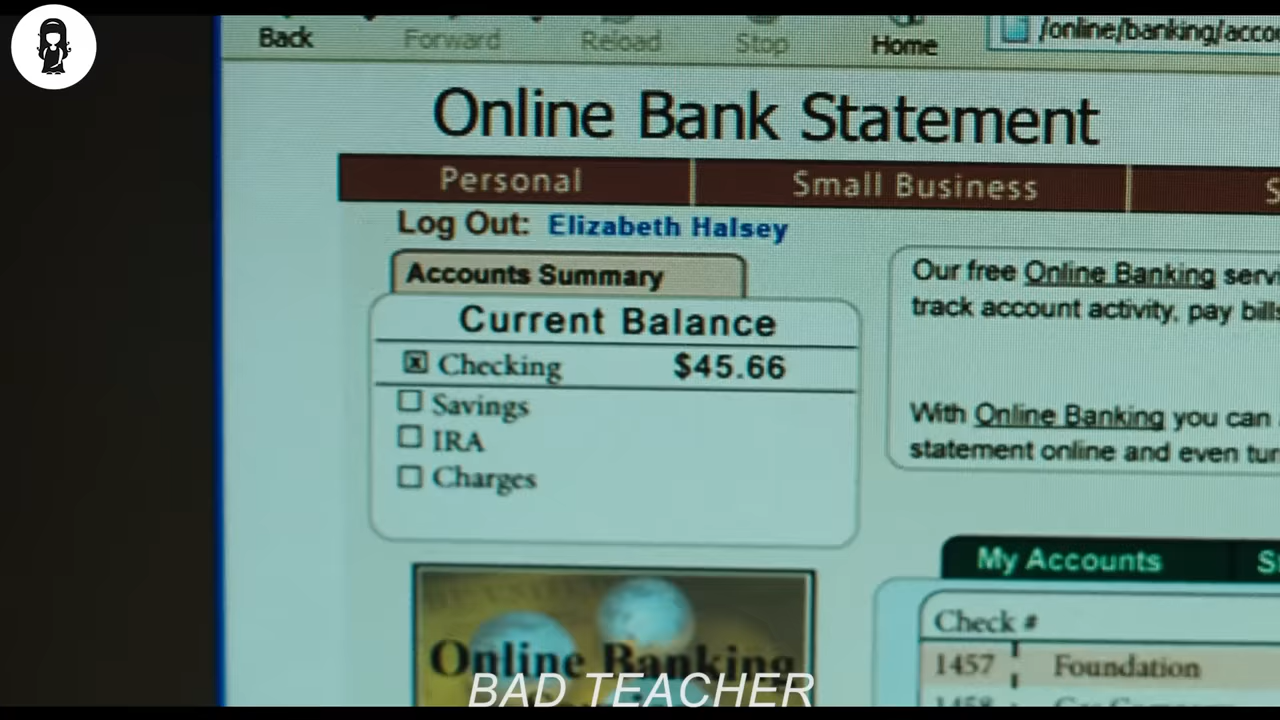 Back Forward Reload Stop Home /online/banking/accou
Online Bank Statement
Personal Small Business S
Log Out: Elizabeth Halsey
Accounts Summary
Current Balance
Checking $45.66
Savings
IRA
Charges
Our free Online Banking servi
track account activity, pay bills
With Online Banking you can
statement online and even tur
Online Banking
My Accounts S
Check #
1457 Foundation
BAD TEACHER